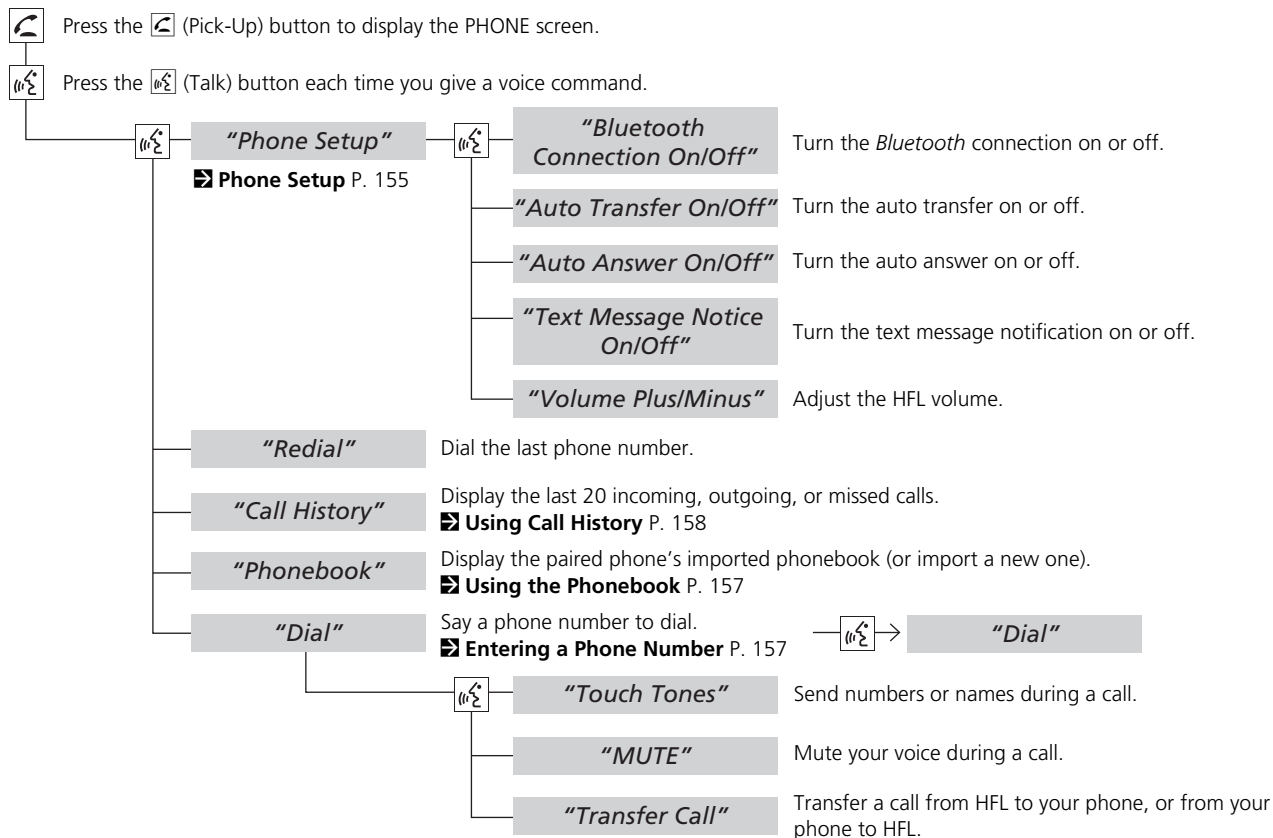 Press the (Pick-Up) button to display the PHONE screen.
Press the (Talk) button each time you give a voice command.
"Phone Setup"
Phone Setup P. 155
"Bluetooth
Connection On/Off"
Turn the Bluetooth connection on or off.
"Auto Transfer On/Off"
Turn the auto transfer on or off.
"Auto Answer On/Off"
Turn the auto answer on or off.
"Text Message Notice
On/Off"
Turn the text message notification on or off.
"Volume Plus/Minus"
Adjust the HFL volume.
"Redial"
Dial the last phone number.
"Call History"
Display the last 20 incoming, outgoing, or missed calls.
Using Call History P. 158
"Phonebook"
Display the paired phone's imported phonebook (or import a new one).
Using the Phonebook P. 157
"Dial"
Say a phone number to dial.
Entering a Phone Number P. 157
"Dial"
"Touch Tones"
Send numbers or names during a call.
"MUTE"
Mute your voice during a call.
"Transfer Call"
Transfer a call from HFL to your phone, or from your
phone to HFL.